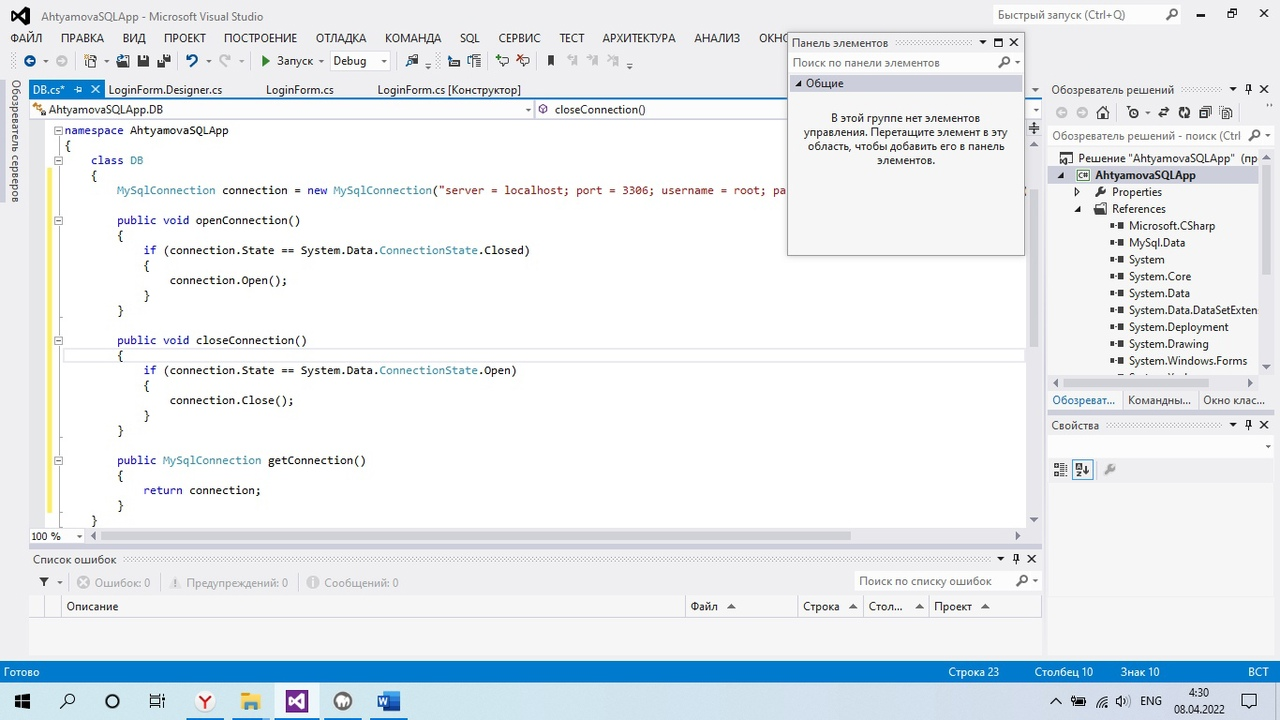 AhtyamovaSQLApp - Microsoft Visual Studio
Быстрый запуск (Ctrl+Q)
ФАЙЛ ПРАВКА ВИД ПРОЕКТ ПОСТРОЕНИЕ ОТЛАДКА КОМАНДА SQL СЕРВИС ТЕСТ АРХИТЕКТУРА АНАЛИЗ ОКНО
Запуск Debug
DB.cs* LoginForm.Designer.cs LoginForm.cs LoginForm.cs [Конструктор]
AhtyamovaSQLApp.DB closeConnection()
Обозреватель серверов
namespace AhtyamovaSQLApp
{
class DB
{
MySqlConnection connection = new MySqlConnection("server = localhost; port = 3306; username = root; pa
public void openConnection()
{
if (connection.State == System.Data.ConnectionState.Closed)
{
connection.Open();
}
}
public void closeConnection()
{
if (connection.State == System.Data.ConnectionState.Open)
{
connection.Close();
}
}
public MySqlConnection getConnection()
{
return connection;
}
}
100 %
Панель элементов
Поиск по панели элементов
Общие
В этой группе нет элементов
управления. Перетащите элемент в эту
область, чтобы добавить его в панель
элементов.
Обозреватель решений
Обозреватель решений - поиск (Ctrl
Решение "AhtyamovaSQLApp" (пр
C# AhtyamovaSQLApp
Properties
References
Microsoft.CSharp
MySql.Data
System
System.Core
System.Data
System.Data.DataSetExten
System.Deployment
System.Drawing
System.Windows.Forms
Обозреват... Командны... Окно клас...
Свойства
Список ошибок
Ошибок: 0 Предупреждений: 0 Сообщений: 0
Поиск по списку ошибок
Описание Файл Строка Стол... Проект
Готово Строка 23 Столбец 10 Знак 10 ВСТ
ENG
4:30
08.04.2022